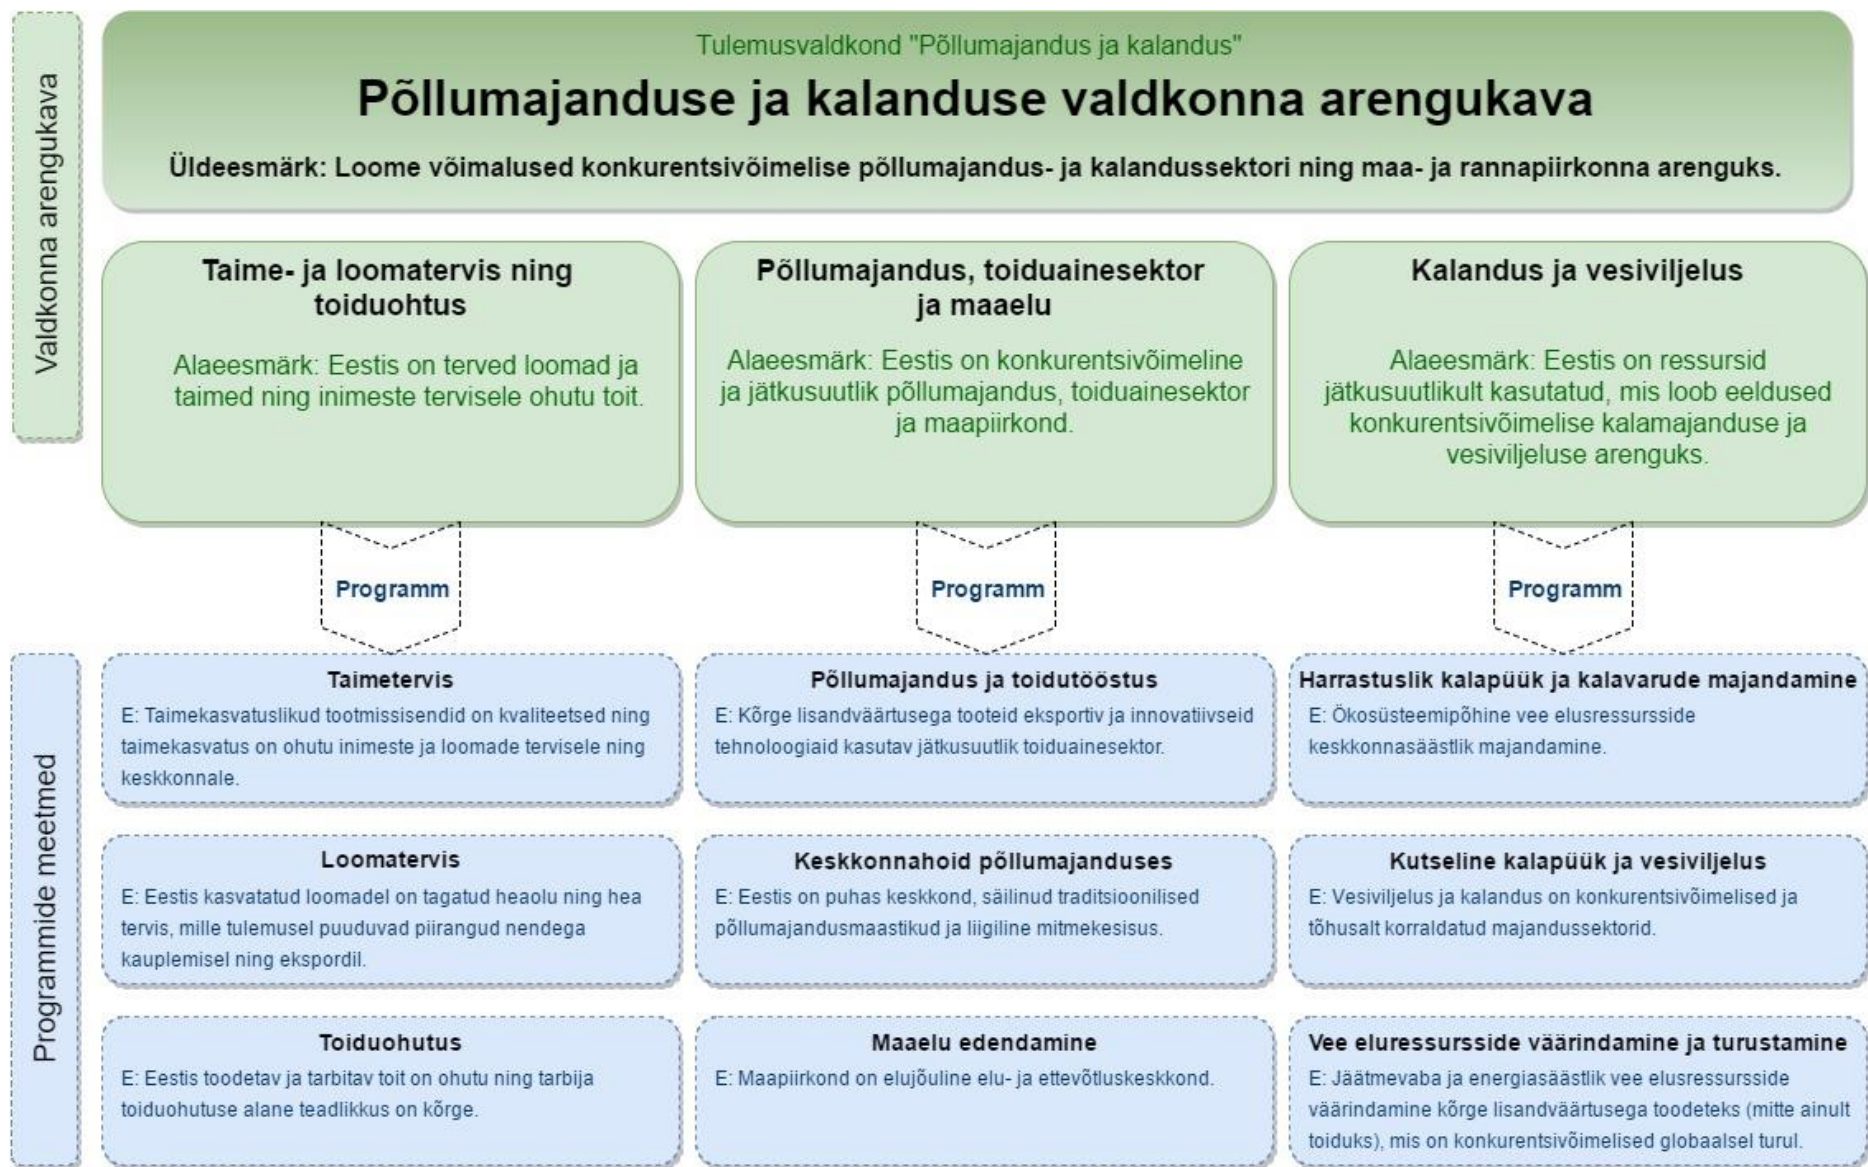 Valdkonna arengukava
Tulemusvaldkond "Põllumajandus ja kalandus"
Põllumajanduse ja kalanduse valdkonna arengukava
Üldeesmärk: Loome võimalused konkurentsivõimelise põllumajandus- ja kalandussektori ning maa- ja rannapiirkonna arenguks.
Taime- ja loomatervis ning
toiduohtus
Alaeesmärk: Eestis on terved loomad ja
taimed ning inimeste tervisele ohutu toit.
Põllumajandus, toiduainesektor
ja maaelu
Alaeesmärk: Eestis on konkurentsivõimeline
ja jätkusuutlik põllumajandus, toiduainesektor
ja maapiirkond.
Kalandus ja vesiviljelus
Alaeesmärk: Eestis on ressursid
jätkusuutlikult kasutatud, mis loob eeldused
konkurentsivõimelise kalamajanduse ja
vesiviljeluse arenguks.
Programm
Programm
Programm
Programmide meetmed
Taimetervis
E: Taimekasvatuslikud tootmissisendid on kvaliteetsed ning
taimekasvatus on ohutu inimeste ja loomade tervisele ning
keskkonnale.
Põllumajandus ja toidutööstus
E: Kõrge lisandväärtusega tooteid eksportiv ja innovatiivseid
tehnoloogiaid kasutav jätkusuutlik toiduainesektor.
Harrastuslik kalapüük ja kalavarude majandamine
E: Ökosüsteemipõhine vee elusressursside
keskkonnasäästlik majandamine.
Loomatervis
E: Eestis kasvatatud loomadel on tagatud heaolu ning hea
tervis, mille tulemusel puuduvad piirangud nendega
kauplemisel ning ekspordil.
Keskkonnahoid põllumajanduses
E: Eestis on puhas keskkond, säilinud traditsioonilised
põllumajandusmaastikud ja liigiline mitmekesisus.
Kutseline kalapüük ja vesiviljelus
E: Vesiviljelus ja kalandus on konkurentsivõimelised ja
tõhusalt korraldatud majandussektorid.
Toiduohutus
E: Eestis toodetav ja tarbitav toit on ohutu ning tarbija
toiduohutuse alane teadlikkus on kõrge.
Maaelu edendamine
E: Maapiirkond on elujõuline elu- ja ettevõtluskeskkond.
Vee eluressursside väärindamine ja turustamine
E: Jäätmevaba ja energiasäästlik vee elusressursside
väärindamine kõrge lisandväärtusega toodeteks (mitte ainult
toiduks), mis on konkurentsivõimelised globaalsel turul.